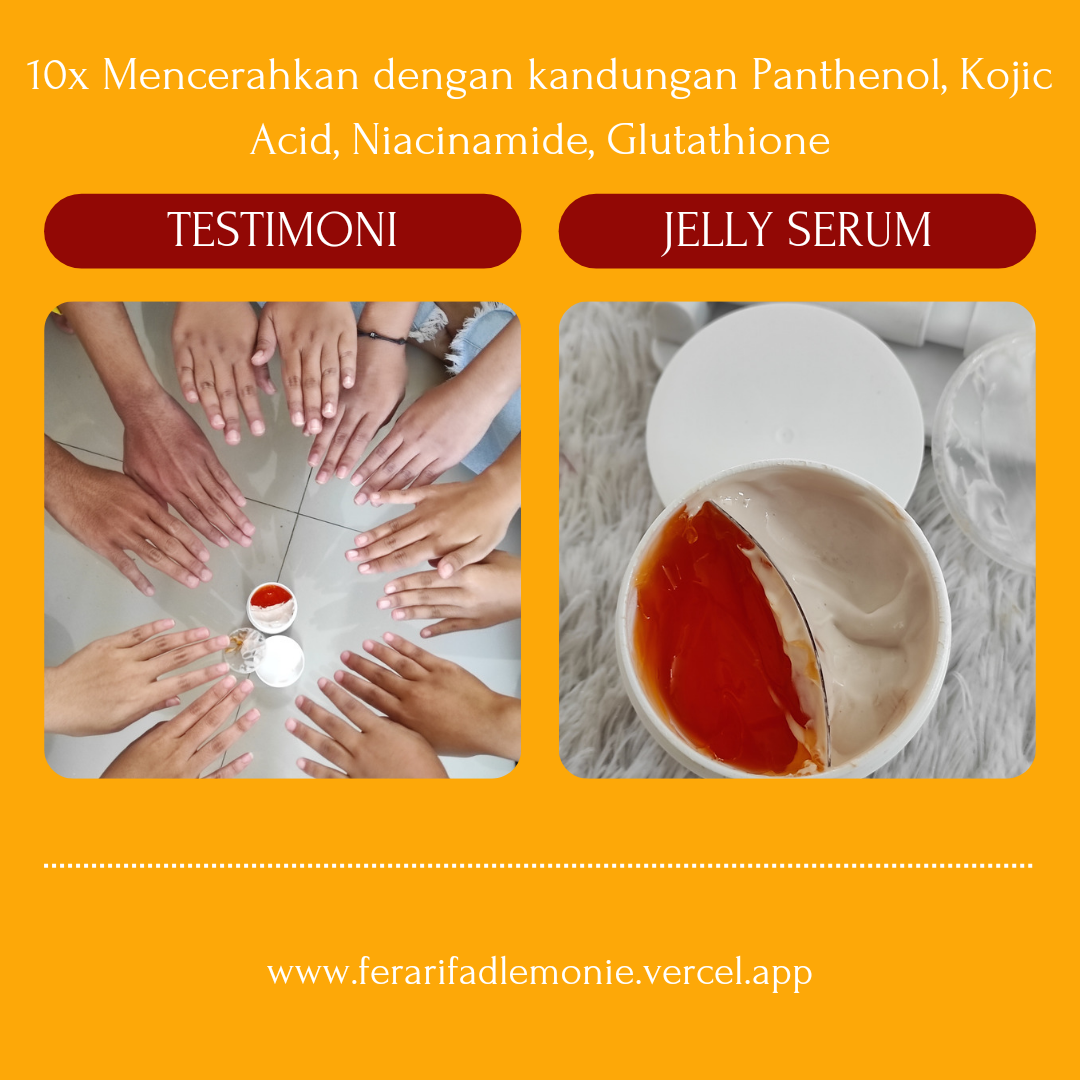 10x Mencerahkan dengan kandungan Panthenol, Kojic
Acid, Niacinamide, Glutathione
TESTIMONI
JELLY SERUM
www.ferarifadlemonie.vercel.app